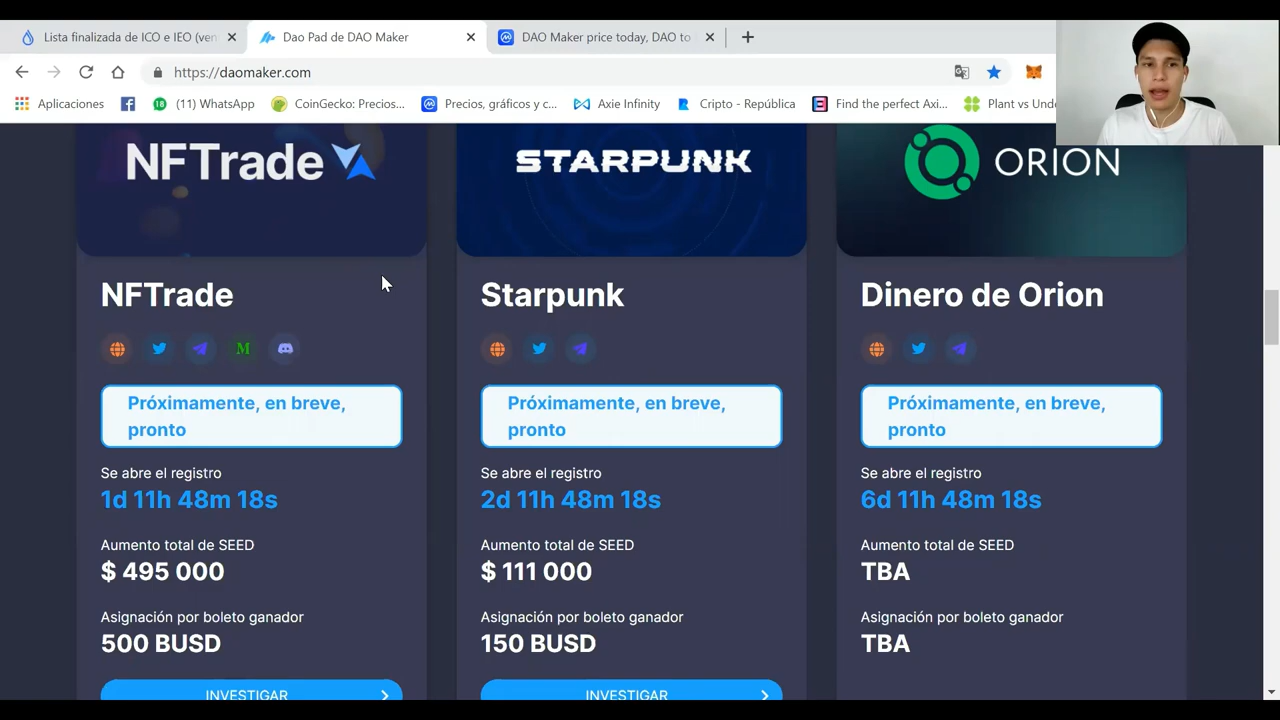 Lista finalizada de ICO e IEO (ven
Dao Pad de DAO Maker
DAO Maker price today, DAO to
https://daomaker.com
Aplicaciones
(11) WhatsApp
CoinGecko: Precios...
Precios, gráficos y c...
Axie Infinity
Cripto - República
Find the perfect Axi...
Plant vs Unde
NFTrade
STARPUNK
ORION
NFTrade
Starpunk
Dinero de Orion
Próximamente, en breve,
pronto
Próximamente, en breve,
pronto
Próximamente, en breve,
pronto
Se abre el registro
1d 11h 48m 18s
Se abre el registro
2d 11h 48m 18s
Se abre el registro
6d 11h 48m 18s
Aumento total de SEED
$ 495 000
Aumento total de SEED
$ 111 000
Aumento total de SEED
TBA
Asignación por boleto ganador
500 BUSD
Asignación por boleto ganador
150 BUSD
Asignación por boleto ganador
TBA
INVESTIGAR
INVESTIGAR